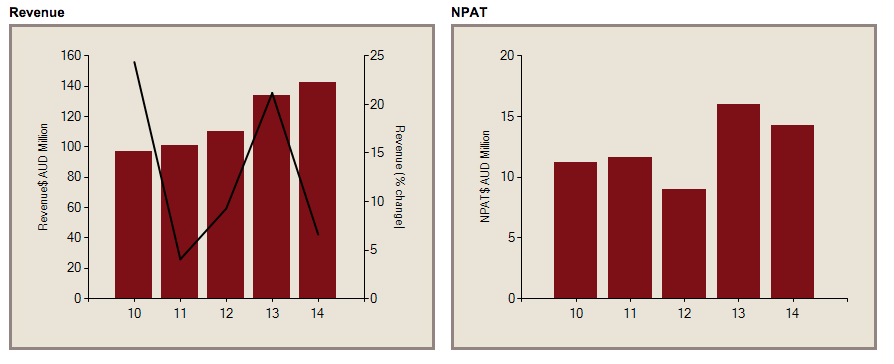 Revenue
NPAT
160
140
120
100
80
60
40
20
0
Revenue$ AUD Million
25
20
15
10
5
0
Revenue (% change)
10 11 12 13 14
20
15
10
5
0
NPAT$ AUD Million
10 11 12 13 14